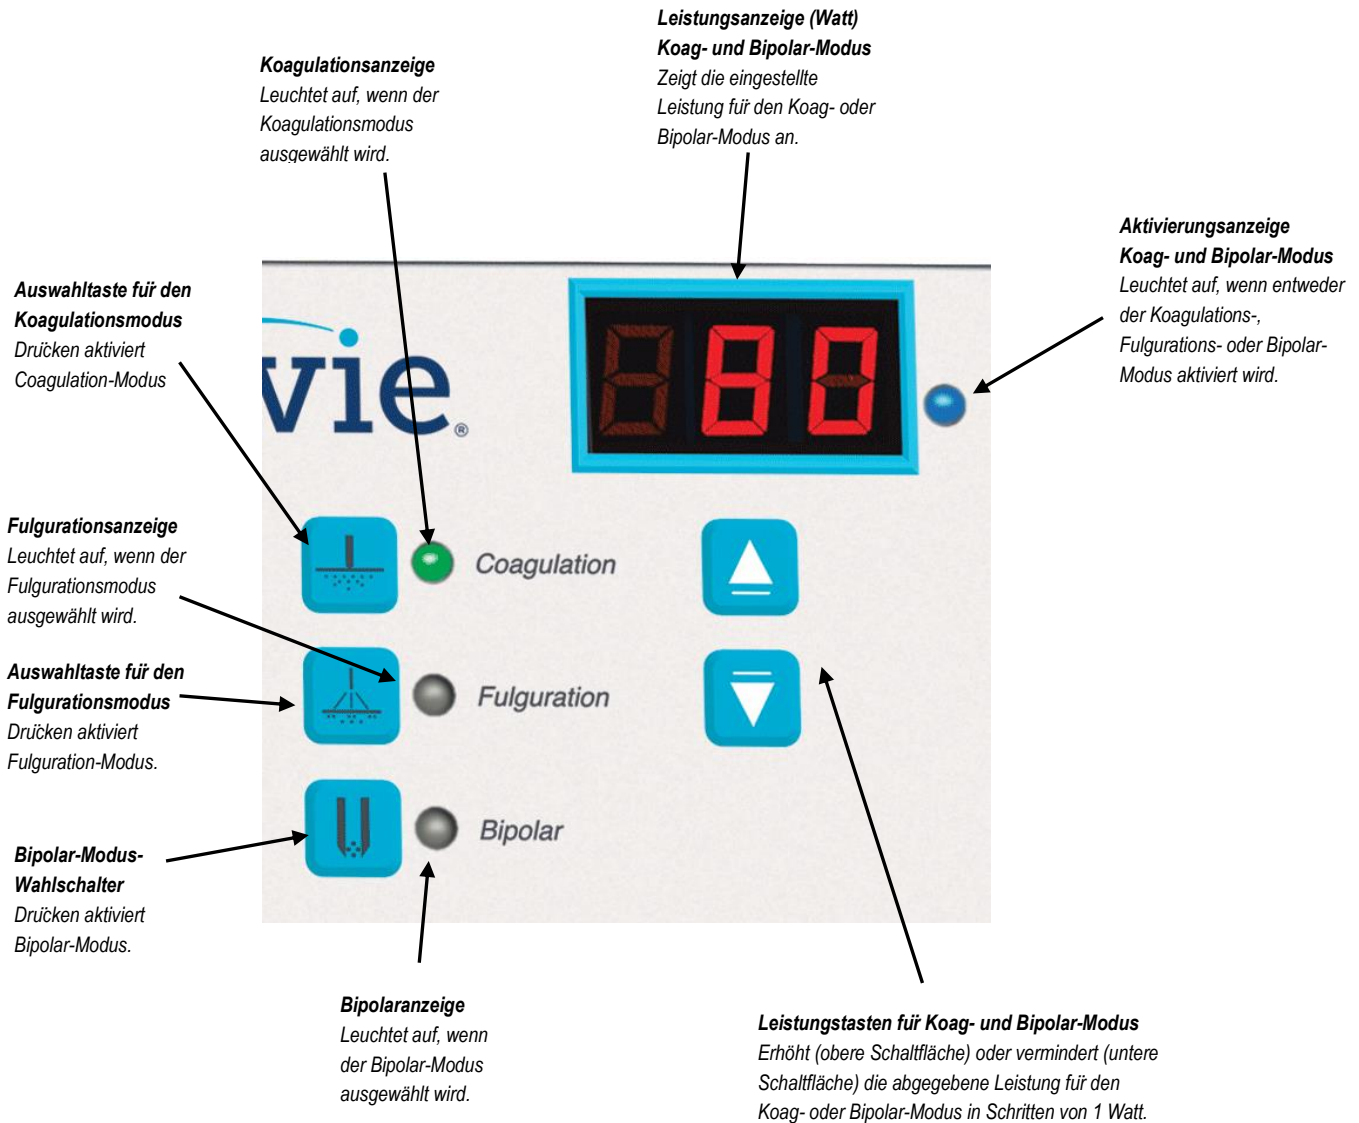 Leistungsanzeige (Watt)
Koag- und Bipolar-Modus
Zeigt die eingestellte
Leistung für den Koag- oder
Bipolar-Modus an.
Koagulationsanzeige
Leuchtet auf, wenn der
Koagulationsmodus
ausgewählt wird.
Aktivierungsanzeige
Koag- und Bipolar-Modus
Leuchtet auf, wenn entweder
der Koagulations-,
Fulgurations- oder Bipolar-
Modus aktiviert wird.
Auswahltaste für den
Koagulationsmodus
Drücken aktiviert
Coagulation-Modus
vie®
80
Fulgurationsanzeige
Leuchtet auf, wenn der
Fulgurationsmodus
ausgewählt wird.
Coagulation
Auswahltaste für den
Fulgurationsmodus
Drücken aktiviert
Fulguration-Modus.
Fulguration
Bipolar-Modus-
Wahlschalter
Drücken aktiviert
Bipolar-Modus.
Bipolar
Bipolaranzeige
Leuchtet auf, wenn
der Bipolar-Modus
ausgewählt wird.
Leistungstasten für Koag- und Bipolar-Modus
Erhöht (obere Schaltfläche) oder vermindert (untere
Schaltfläche) die abgegebene Leistung für den
Koag- oder Bipolar-Modus in Schritten von 1 Watt.